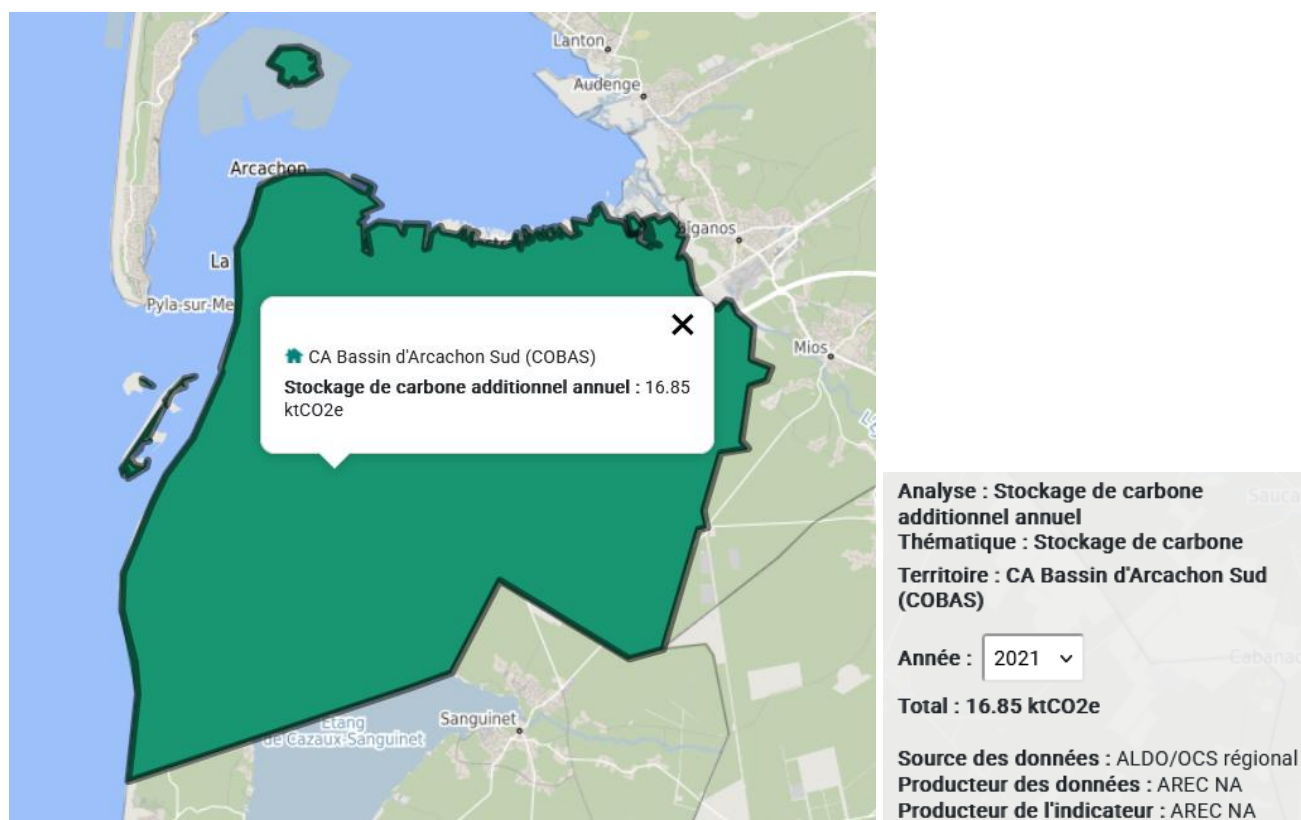 Lanton
Audenge
Arcachon
La
Pyla-sur-Me
iganos
Mios
CA Bassin d'Arcachon Sud (COBAS)
Stockage de carbone additionnel annuel : 16.85
ktCO2e
Sanguinet
Etang
de Cazaux-Sanguinet
Analyse : Stockage de carbone
additionnel annuel
Thématique : Stockage de carbone
Territoire : CA Bassin d'Arcachon Sud
(COBAS)
Année : 2021
Total : 16.85 ktCO2e
Source des données : ALDO/OCS régional
Producteur des données : AREC NA
Producteur de l'indicateur : AREC NA
Sauca
Cabanac